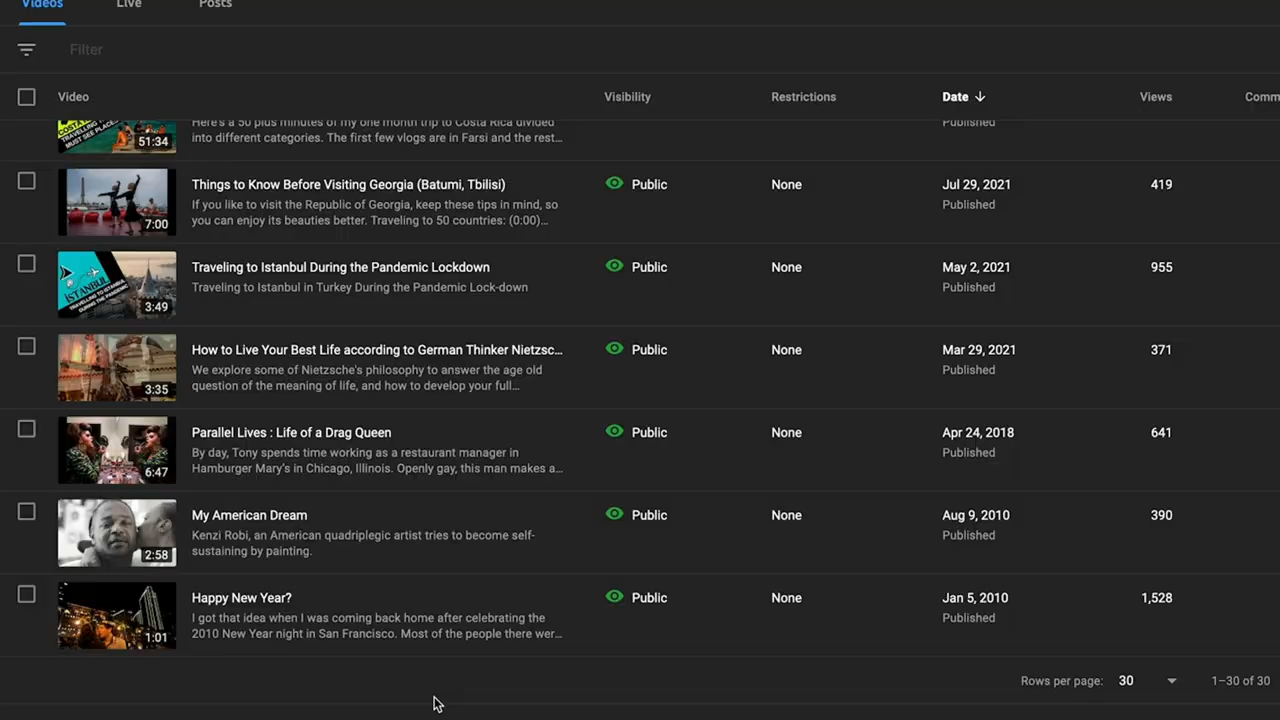 Videos Live Posts
Filter
Video Visibility Restrictions Date Views Comm
Here's a 50 plus minutes of my one month trip to Costa Rica divided Published
into different categories. The first few vlogs are in Farsi and the rest...
51:34
Things to Know Before Visiting Georgia (Batumi, Tbilisi) Public None Jul 29, 2021 419
If you like to visit the Republic of Georgia, keep these tips in mind, so Published
you can enjoy its beauties better. Traveling to 50 countries: (0:00)...
7:00
Traveling to Istanbul During the Pandemic Lockdown Public None May 2, 2021 955
Traveling to Istanbul in Turkey During the Pandemic Lock-down Published
ISTANBUL
TRAVELLING TO ISTANBUL
DURING THE PANDEMIC
3:49
How to Live Your Best Life according to German Thinker Nietzsc... Public None Mar 29, 2021 371
We explore some of Nietzsche's philosophy to answer the age old Published
question of the meaning of life, and how to develop your full...
3:35
Parallel Lives : Life of a Drag Queen Public None Apr 24, 2018 641
By day, Tony spends time working as a restaurant manager in Published
Hamburger Mary's in Chicago, Illinois. Openly gay, this man makes a...
6:47
My American Dream Public None Aug 9, 2010 390
Kenzi Robi, an American quadriplegic artist tries to become self- Published
sustaining by painting.
2:58
Happy New Year? Public None Jan 5, 2010 1,528
I got that idea when I was coming back home after celebrating the Published
2010 New Year night in San Francisco. Most of the people there wer...
1:01
Rows per page: 30 1–30 of 30